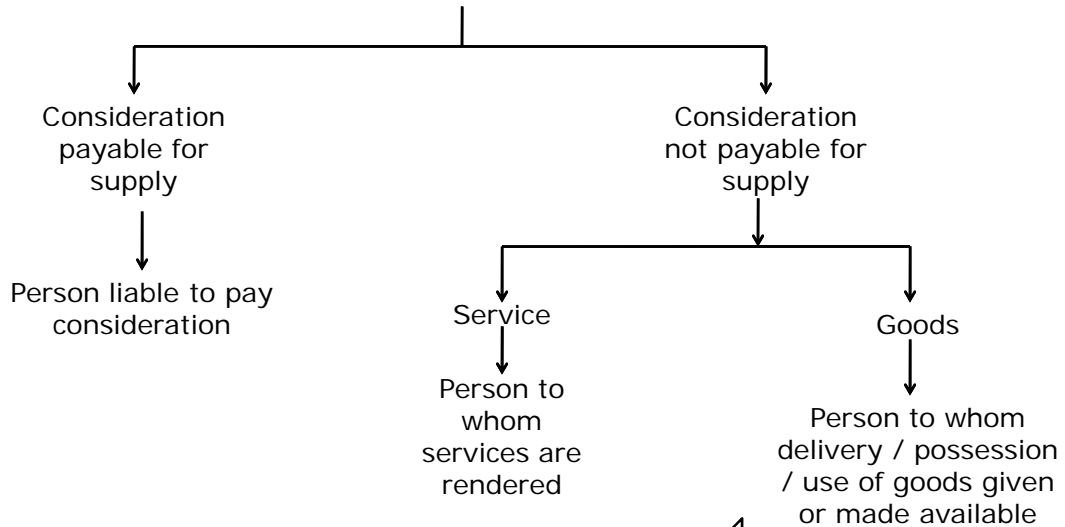 Consideration
payable for
supply
Consideration
not payable for
supply
Person liable to pay
consideration
Service
Goods
Person to
whom
services are
rendered
Person to whom
delivery / possession
/ use of goods given
or made available